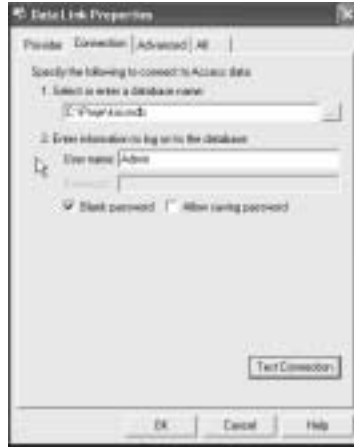 Data Link Properties
Provider Connection Advanced All
Specify the following to connect to Access data:
1. Select or enter a database name:
...
2. Enter information to log on to the database:
User name: Admin
Password:
Blank password Allow saving password
Test Connection
OK Cancel Help